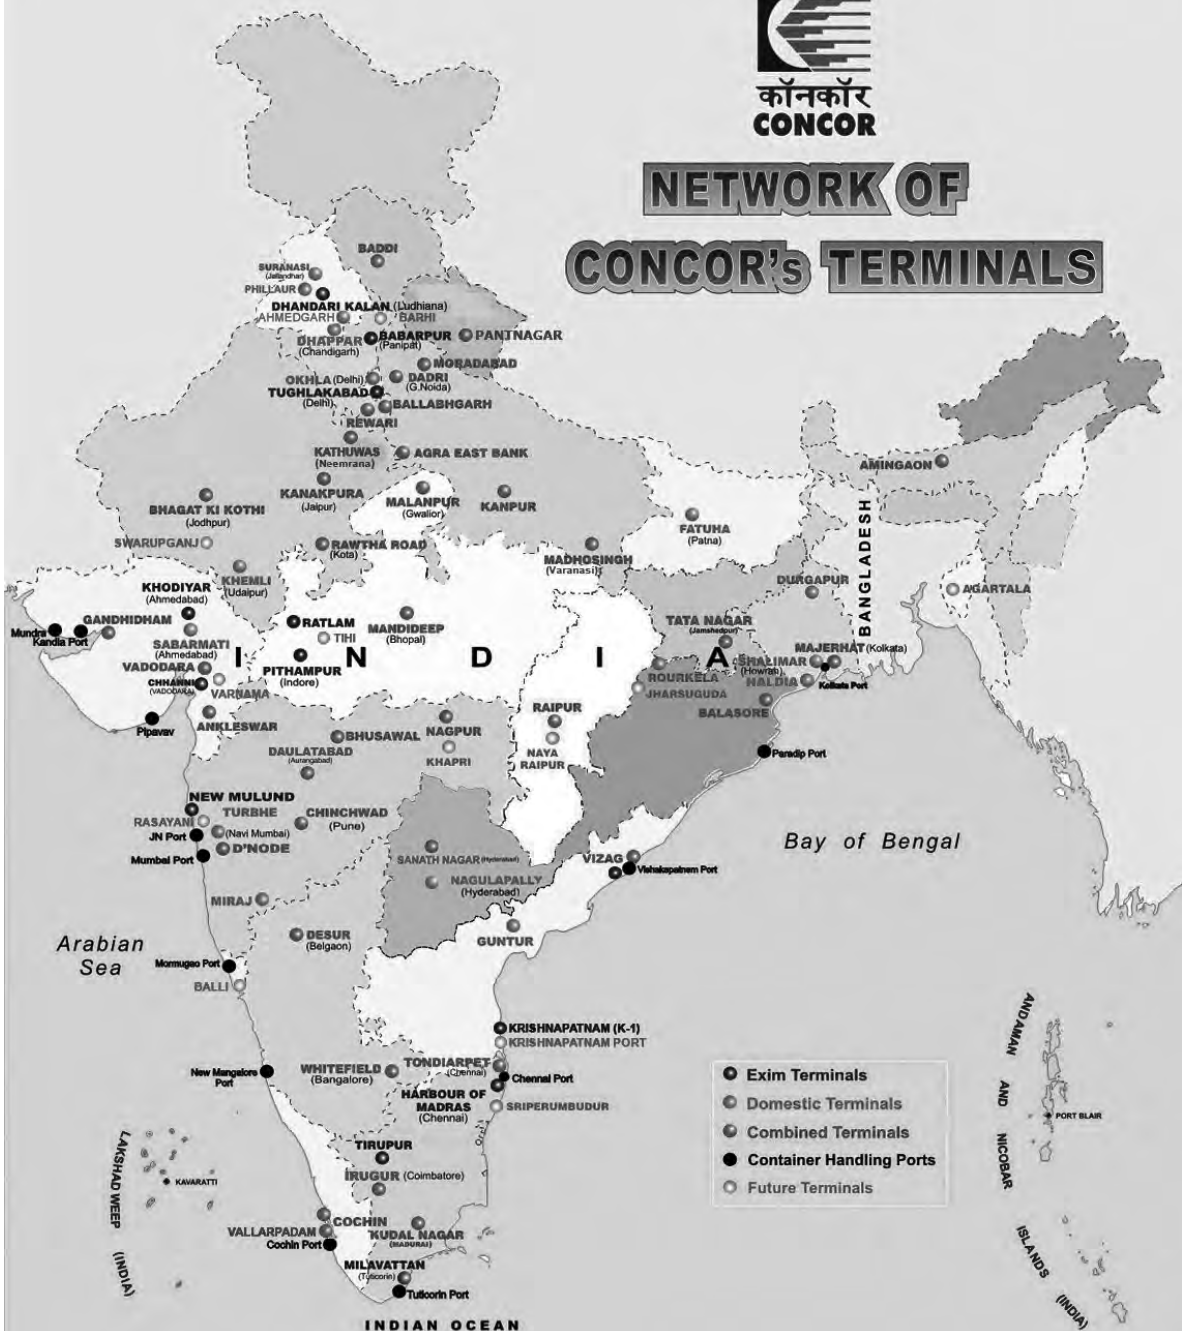 कॉनकॉर
CONCOR
NETWORK OF
CONCOR's TERMINALS
BADDI
SURANASI
(Jallandhar)
PHILLAUR
DHANDARI KALAN (Ludhiana)
AHMEDGARH
BARHI
DHAPPAR
(Chandigarh)
BABARPUR
(Panipat)
PANTNAGAR
MORADABAD
OKHLA (Delhi)
DADRI
(G.Noida)
TUGHLAKABAD
(Delhi)
BALLABHGARH
REWARI
KATHUWAS
(Neemrana)
AGRA EAST BANK
AMINGAON
KANAKPURA
(Jaipur)
MALANPUR
(Gwalior)
KANPUR
BHAGAT KI KOTHI
(Jodhpur)
FATUHA
(Patna)
BANGLADESH
SWARUPGANJ
RAWTHA ROAD
(Kota)
MADHOSINGH
(Varanasi)
KHEMLI
(Udaipur)
DURGAPUR
AGARTALA
KHODIYAR
(Ahmedabad)
GANDHIDHAM
Mundra
Kandla Port
SABARMATI
(Ahmedabad)
RATLAM
TIHI
MANDIDEEP
(Bhopal)
TATA NAGAR
(Jamshedpur)
MAJERHAT (Kolkata)
I N D I A
VADODARA
PITHAMPUR
(Indore)
SHALIMAR
(Howrah)
CHHANNI
(VADODARA)
VARNAMA
ROURKELA
JHARSUGUDA
HALDIA
Kolkata Port
BALASORE
Pipavav
ANKLESWAR
RAIPUR
NAGPUR
BHUSAWAL
DAULATABAD
(Aurangabad)
KHAPRI
NAYA
RAIPUR
Paradip Port
NEW MULUND
RASAYANI
TURBHE
(Navi Mumbai)
CHINCHWAD
(Pune)
JN Port
D'NODE
Mumbai Port
Bay of Bengal
SANATH NAGAR (Hyderabad)
VIZAG
Vishakapatnam Port
NAGULAPALLY
(Hyderabad)
MIRAJ
Arabian
Sea
DESUR
(Belgaon)
GUNTUR
Mormugao Port
BALLI
KRISHNAPATNAM (K-1)
KRISHNAPATNAM PORT
New Mangalore
Port
WHITEFIELD
(Bangalore)
TONDIARPET
(Chennai)
Chennai Port
HARBOUR OF
MADRAS
(Chennai)
SRIPERUMBUDUR
TIRUPUR
IRUGUR (Coimbatore)
COCHIN
VALLARPADAM
Cochin Port
KUDAL NAGAR
(MADURAI)
MILAVATTAN
(Tuticorin)
Tuticorin Port
INDIAN OCEAN
LAKSHAD WEEP (INDIA)
KAVARATTI
Exim Terminals
Domestic Terminals
Combined Terminals
Container Handling Ports
Future Terminals
ANDAMAN AND NICOBAR ISLANDS (INDIA)
PORT BLAIR